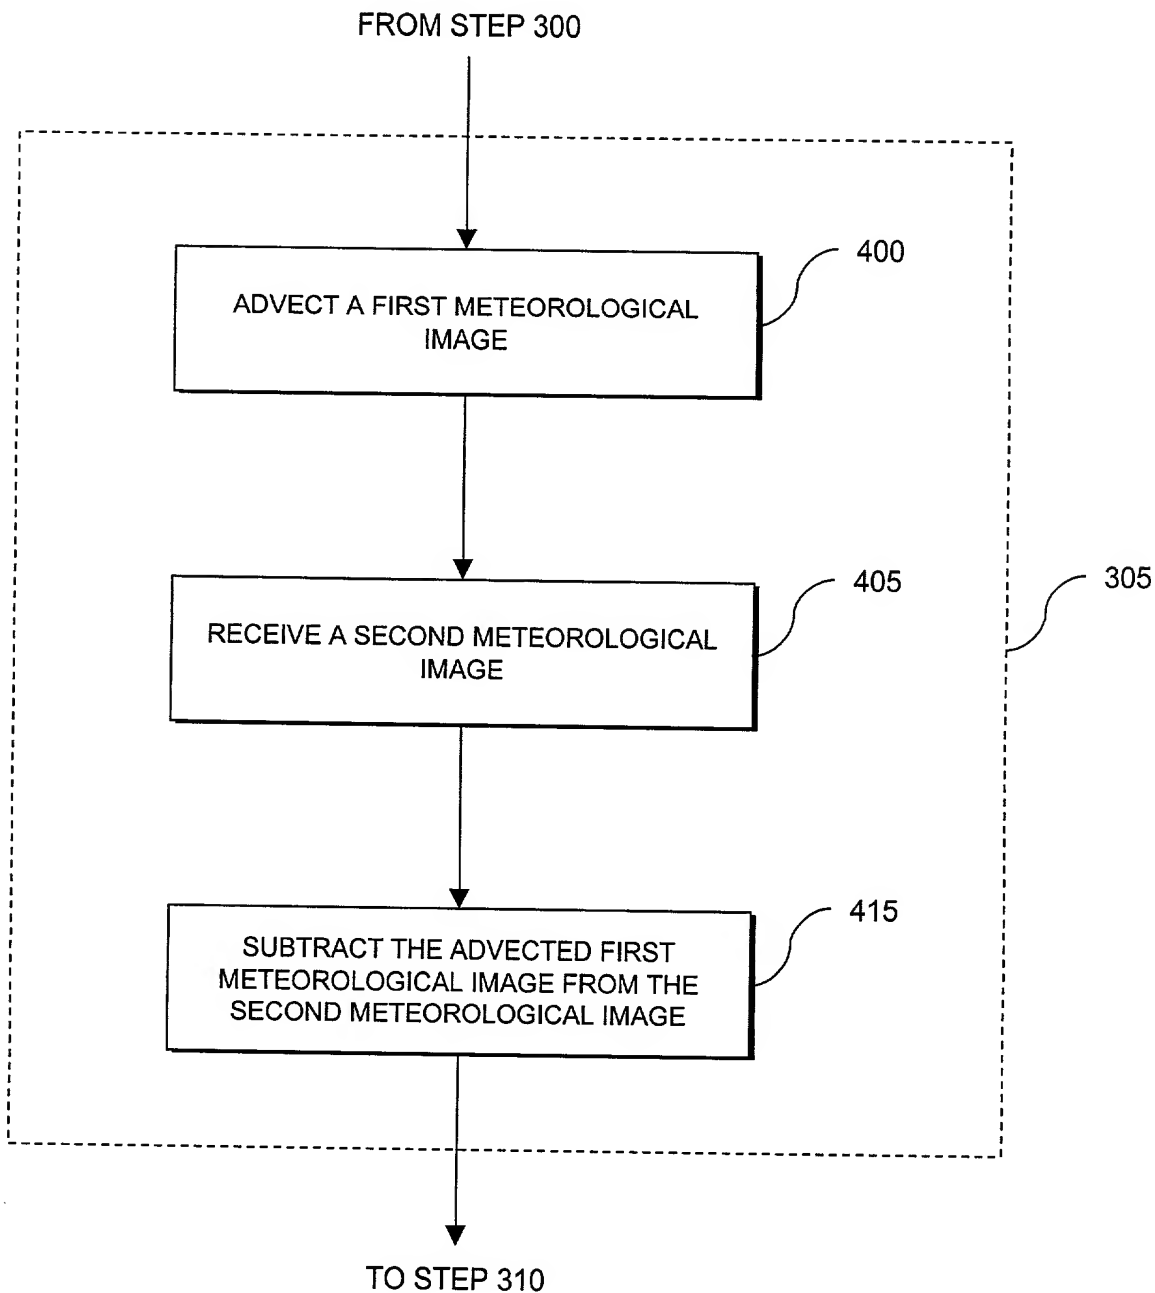 FROM STEP 300
400
ADVECT A FIRST METEOROLOGICAL
IMAGE
405
305
RECEIVE A SECOND METEOROLOGICAL
IMAGE
415
SUBTRACT THE ADVECTED FIRST
METEOROLOGICAL IMAGE FROM THE
SECOND METEOROLOGICAL IMAGE
TO STEP 310